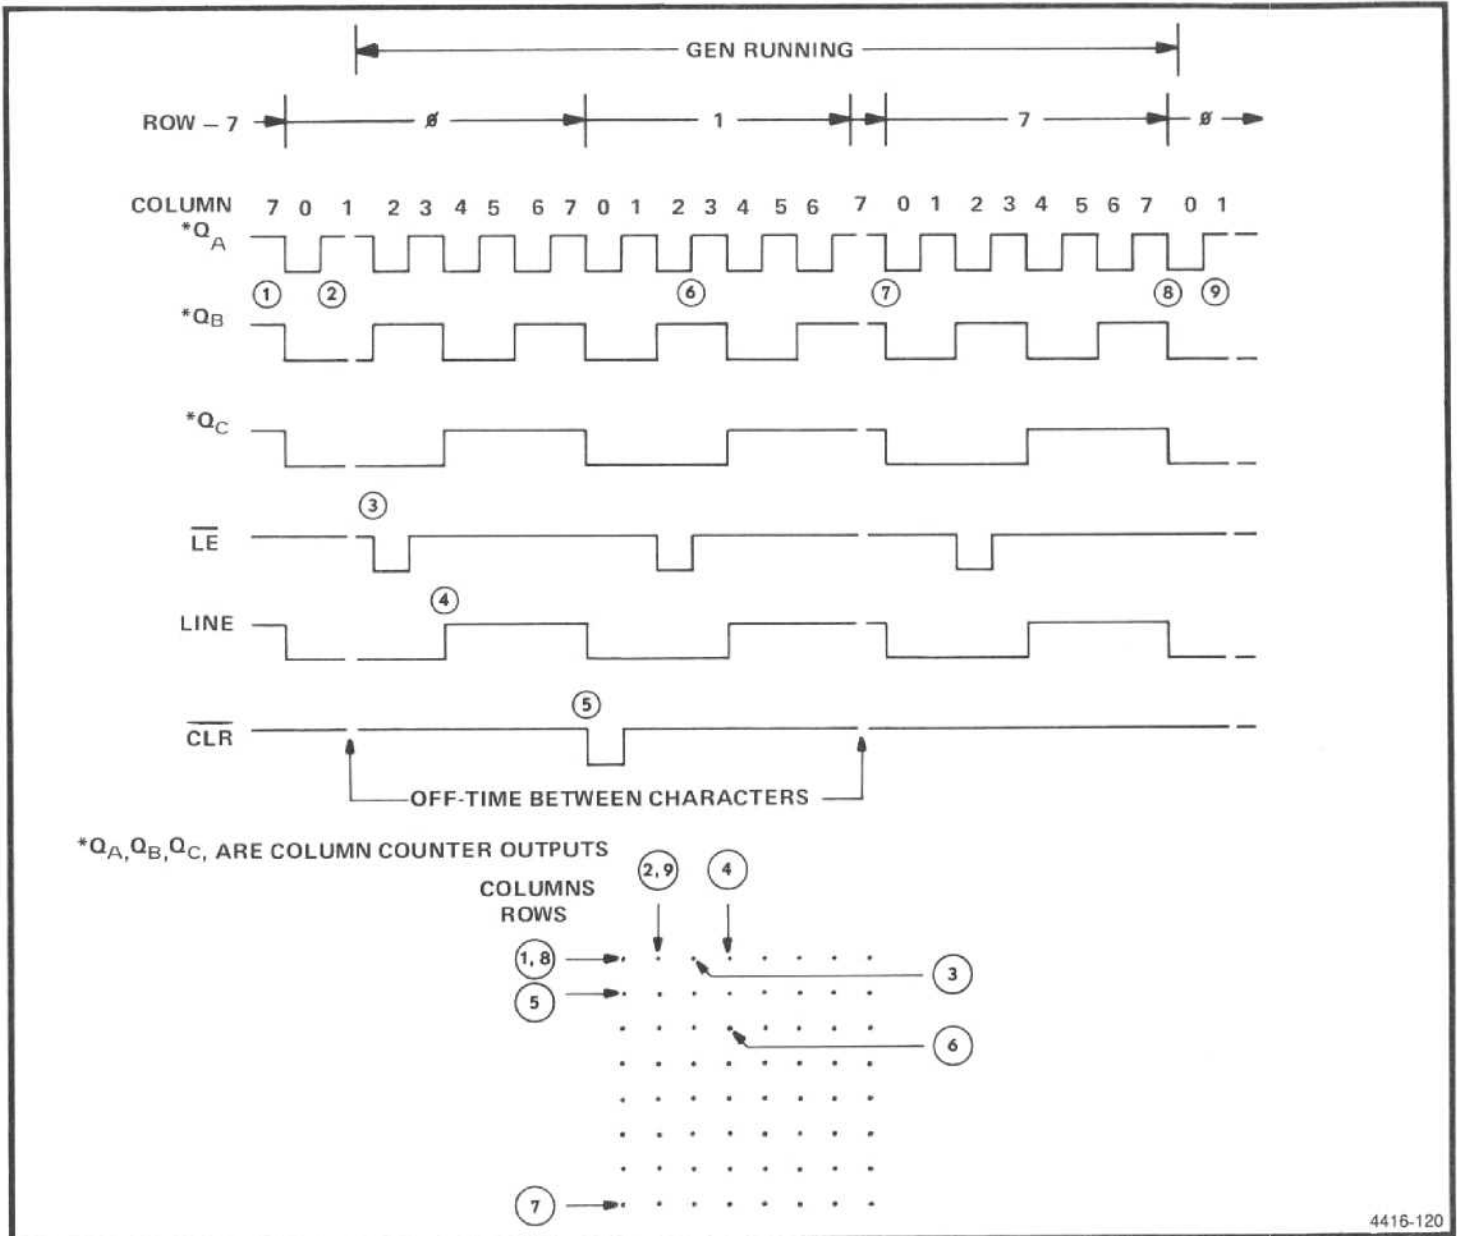 GEN RUNNING
ROW – 7 ø 1 7 ø
COLUMN 7 0 1 2 3 4 5 6 7 0 1 2 3 4 5 6 7 0 1 2 3 4 5 6 7 0 1
*QA
1 2 6 7 8 9
*QB
*QC
3
LE
4
LINE
5
CLR
OFF-TIME BETWEEN CHARACTERS
*QA, QB, QC, ARE COLUMN COUNTER OUTPUTS
2,9 4
COLUMNS
ROWS
1, 8
3
5
6
7
4416-120